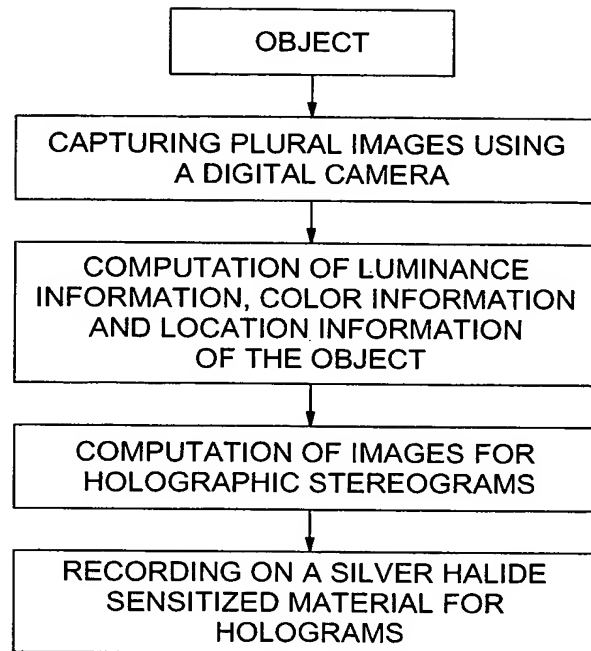 OBJECT
CAPTURING PLURAL IMAGES USING
A DIGITAL CAMERA
COMPUTATION OF LUMINANCE
INFORMATION, COLOR INFORMATION
AND LOCATION INFORMATION
OF THE OBJECT
COMPUTATION OF IMAGES FOR
HOLOGRAPHIC STEREOGRAMS
RECORDING ON A SILVER HALIDE
SENSITIZED MATERIAL FOR
HOLOGRAMS